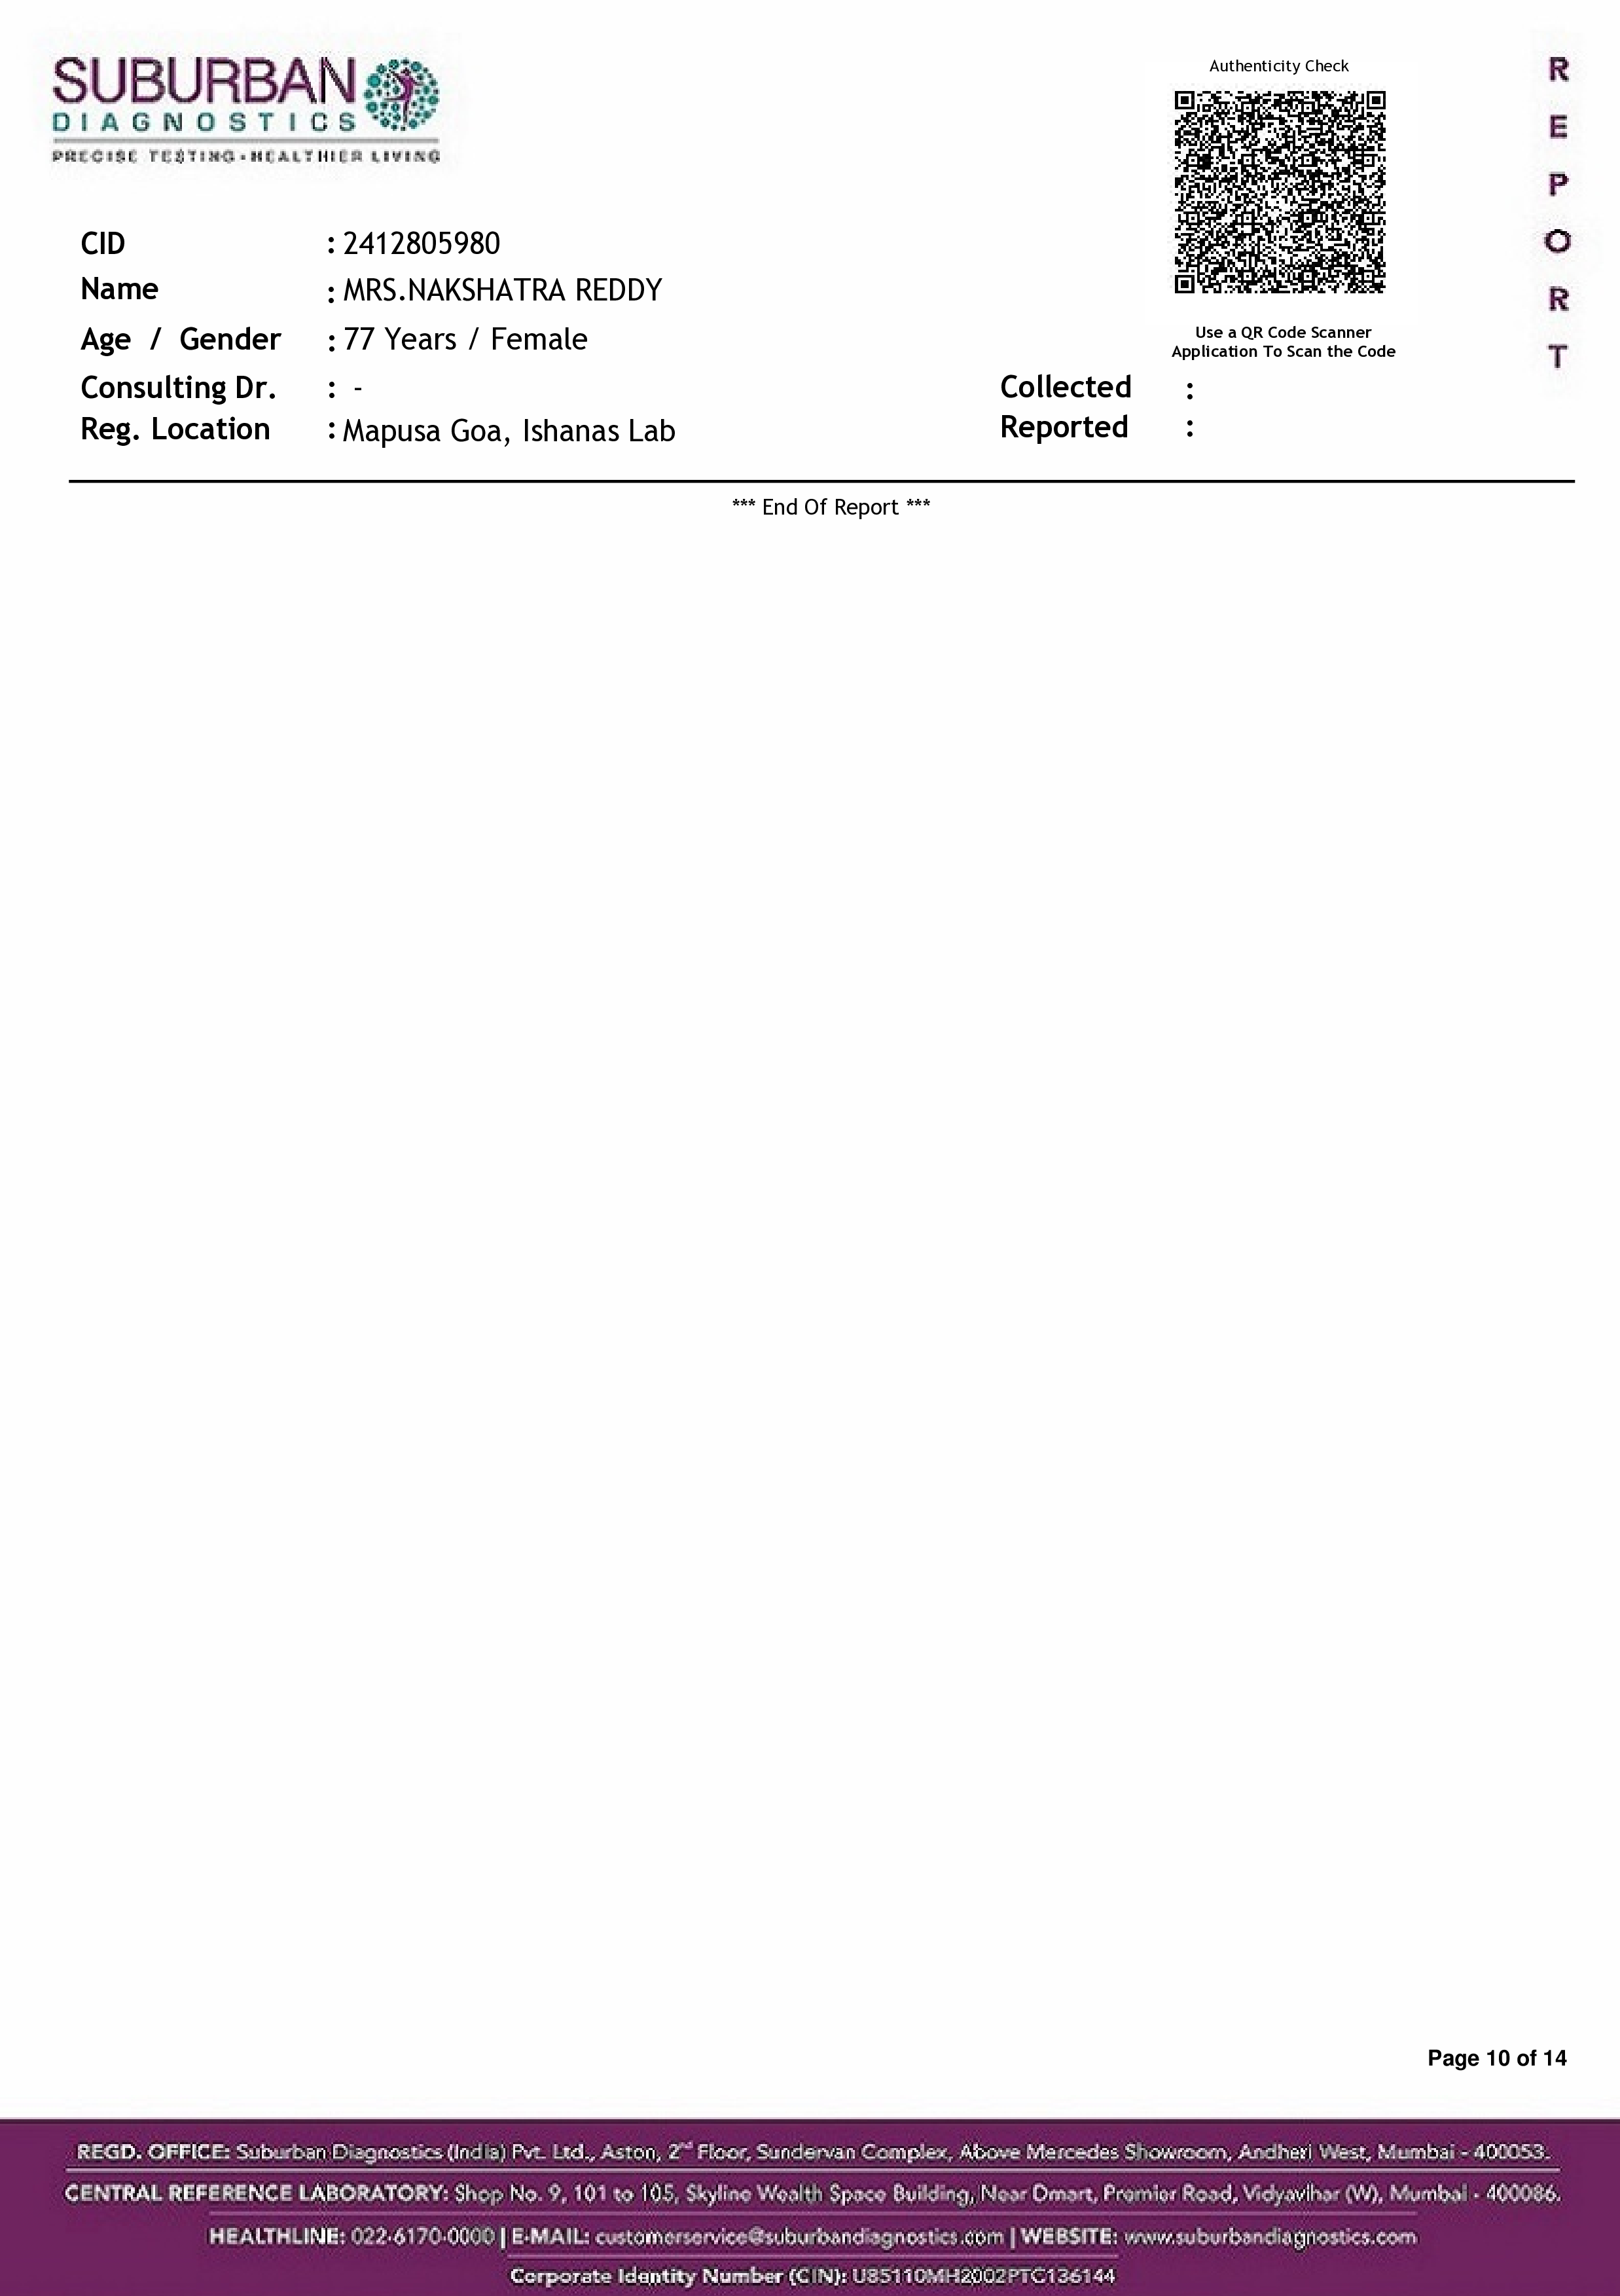 SUBURBAN
DIAGNOSTICS
PRECISE TESTING-HEALTHIER LIVING
Authenticity Check
Use a QR Code Scanner
Application To Scan the Code
R
E
P
O
R
T
CID : 2412805980
Name : MRS.NAKSHATRA REDDY
Age / Gender : 77 Years / Female
Consulting Dr. : - Collected :
Reg. Location : Mapusa Goa, Ishanas Lab Reported :
*** End Of Report ***
Page 10 of 14
REGD. OFFICE: Suburban Diagnostics (India) Pvt. Ltd., Aston, 2nd Floor, Sundervan Complex, Above Mercedes Showroom, Andheri West, Mumbai - 400053.
CENTRAL REFERENCE LABORATORY: Shop No. 9, 101 to 105, Skyline Wealth Space Building, Near Dmart, Premier Road, Vidyavihar (W), Mumbai - 400086.
HEALTHLINE: 022-6170-0000 | E-MAIL: customerservice@suburbandiagnostics.com | WEBSITE: www.suburbandiagnostics.com
Corporate Identity Number (CIN): U85110MH2002PTC136144